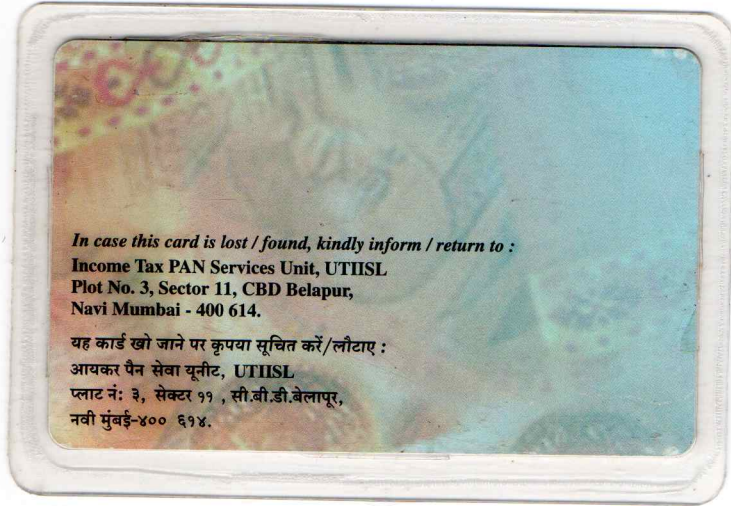 In case this card is lost / found, kindly inform / return to :
Income Tax PAN Services Unit, UTIISL
Plot No. 3, Sector 11, CBD Belapur,
Navi Mumbai - 400 614.
यह कार्ड खो जाने पर कृपया सूचित करें/लौटाए :
आयकर पैन सेवा यूनीट, UTIISL
प्लाट नं: ३, सेक्टर ११ , सी.बी.डी.बेलापूर,
नवी मुंबई-४०० ६१४.